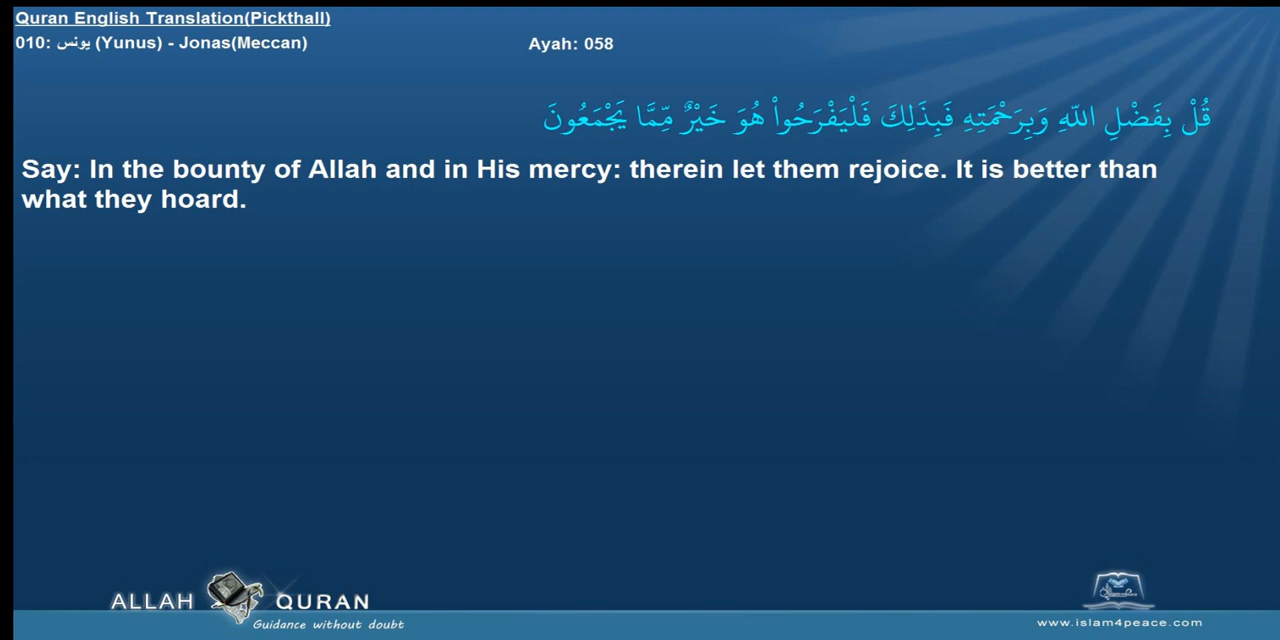 Quran English Translation(Pickthall)
010: يونس (Yunus) - Jonas(Meccan) Ayah: 058
قُلْ بِفَضْلِ اللّهِ وَبِرَحْمَتِهِ فَبِذَلِكَ فَلْيَفْرَحُواْ هُوَ خَيْرٌ مِّمَّا يَجْمَعُونَ
Say: In the bounty of Allah and in His mercy: therein let them rejoice. It is better than
what they hoard.
ALLAH QURAN
Guidance without doubt
www.islam4peace.com